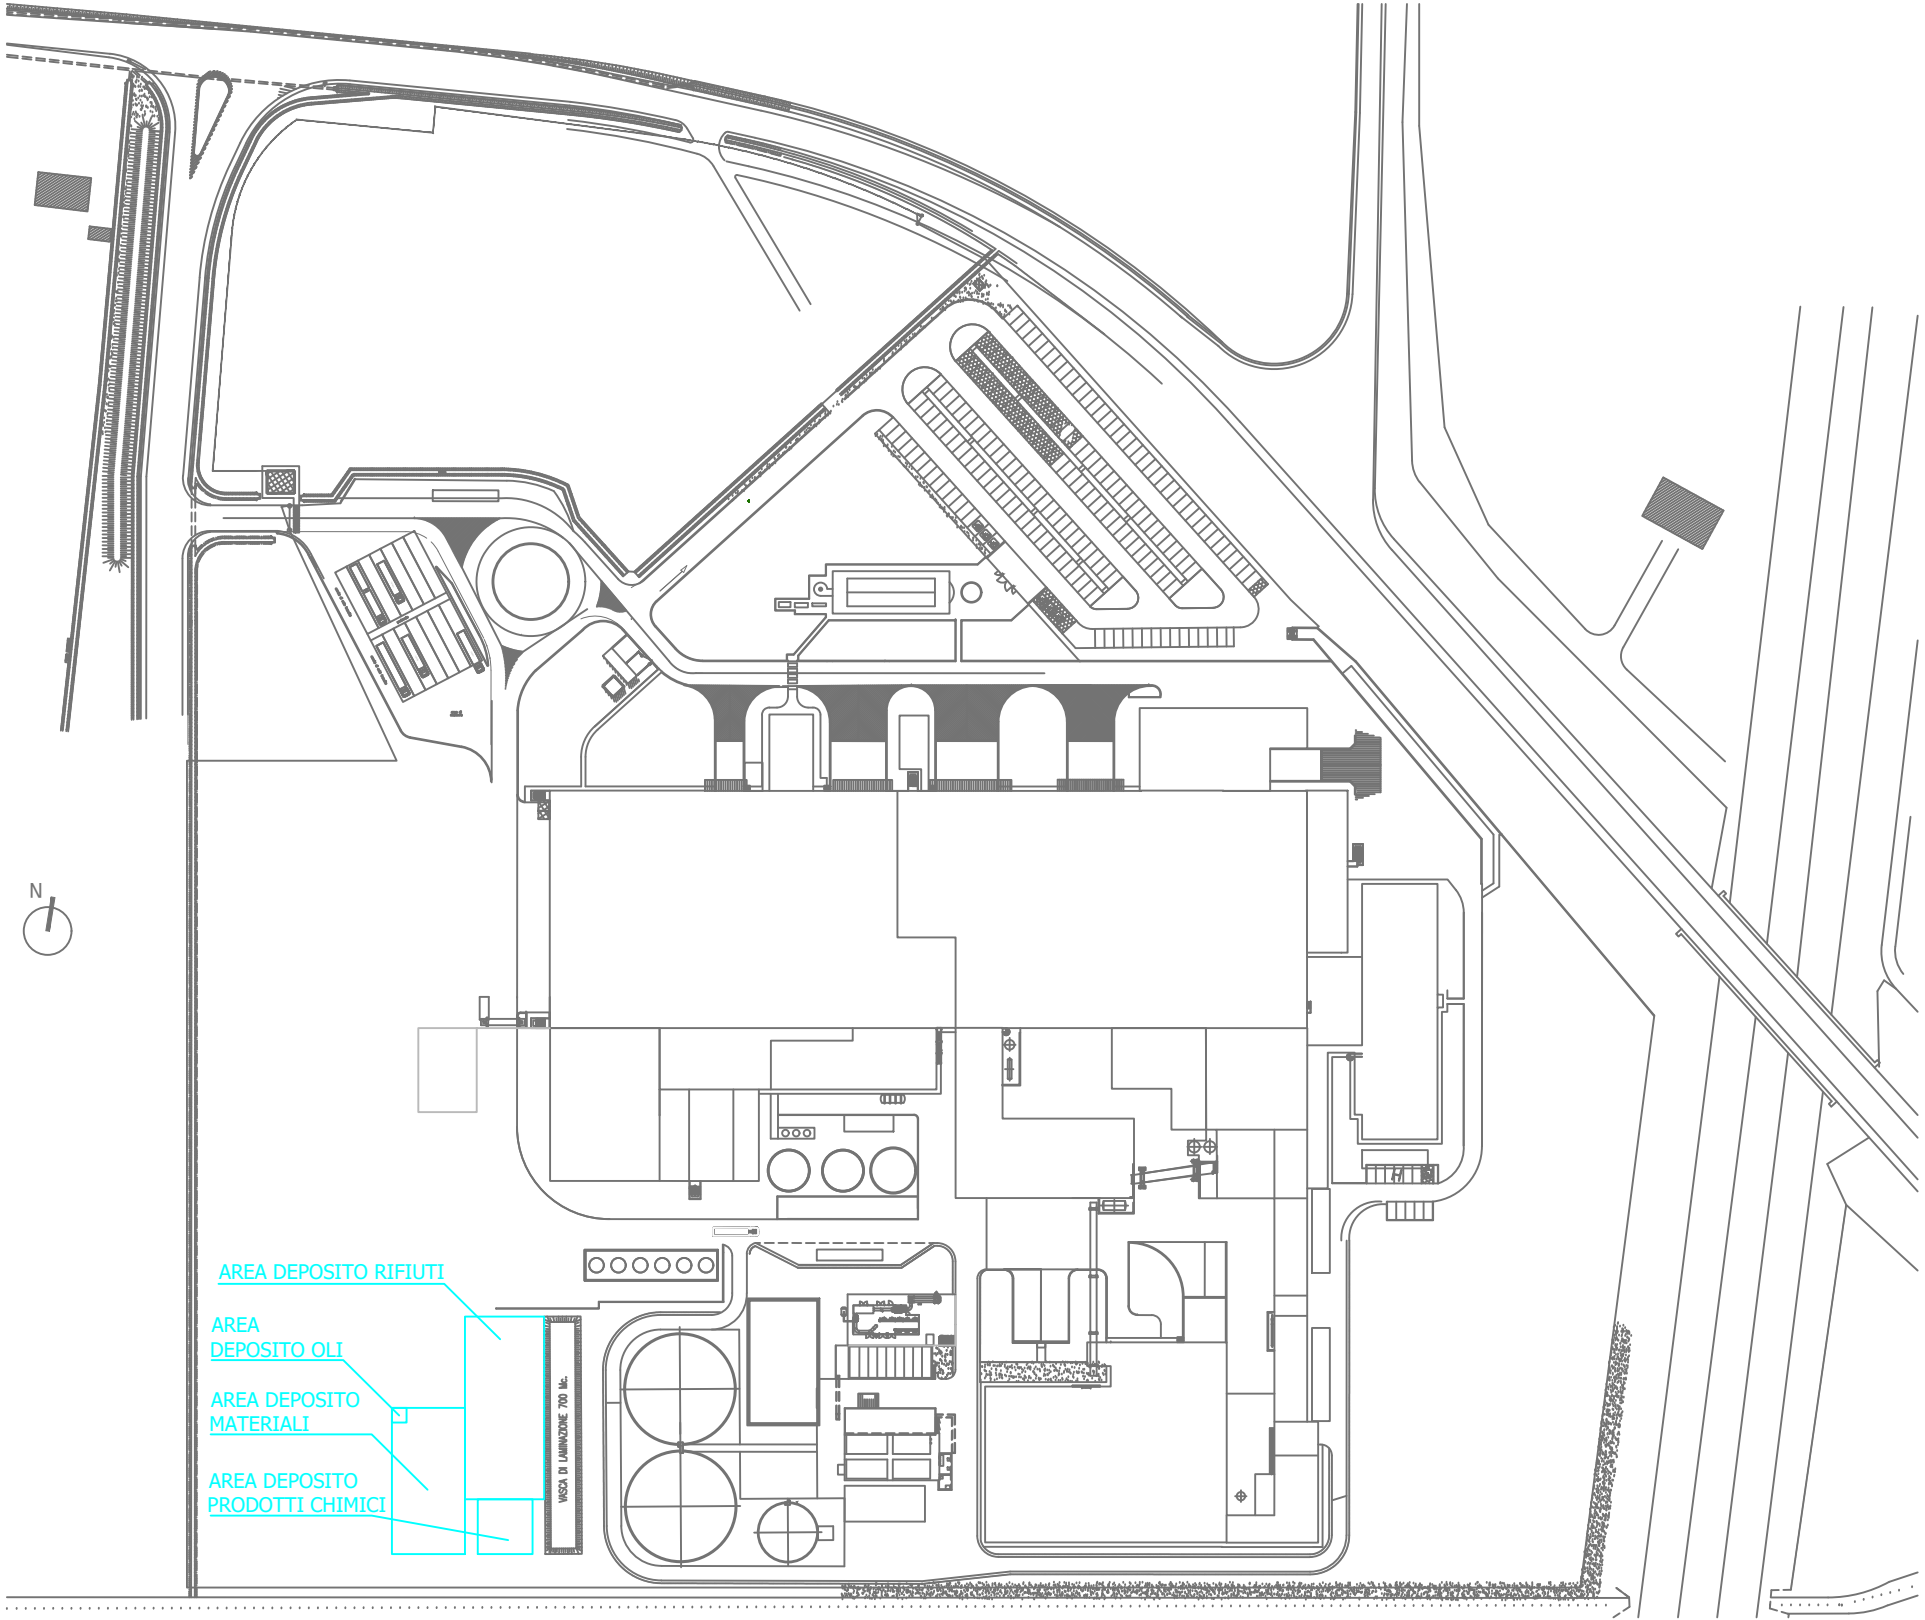 N
AREA DEPOSITO RIFIUTI
AREA
DEPOSITO OLI
AREA DEPOSITO
MATERIALI
AREA DEPOSITO
PRODOTTI CHIMICI
VASCA DI LAMINAZIONE 700 Mc.
H